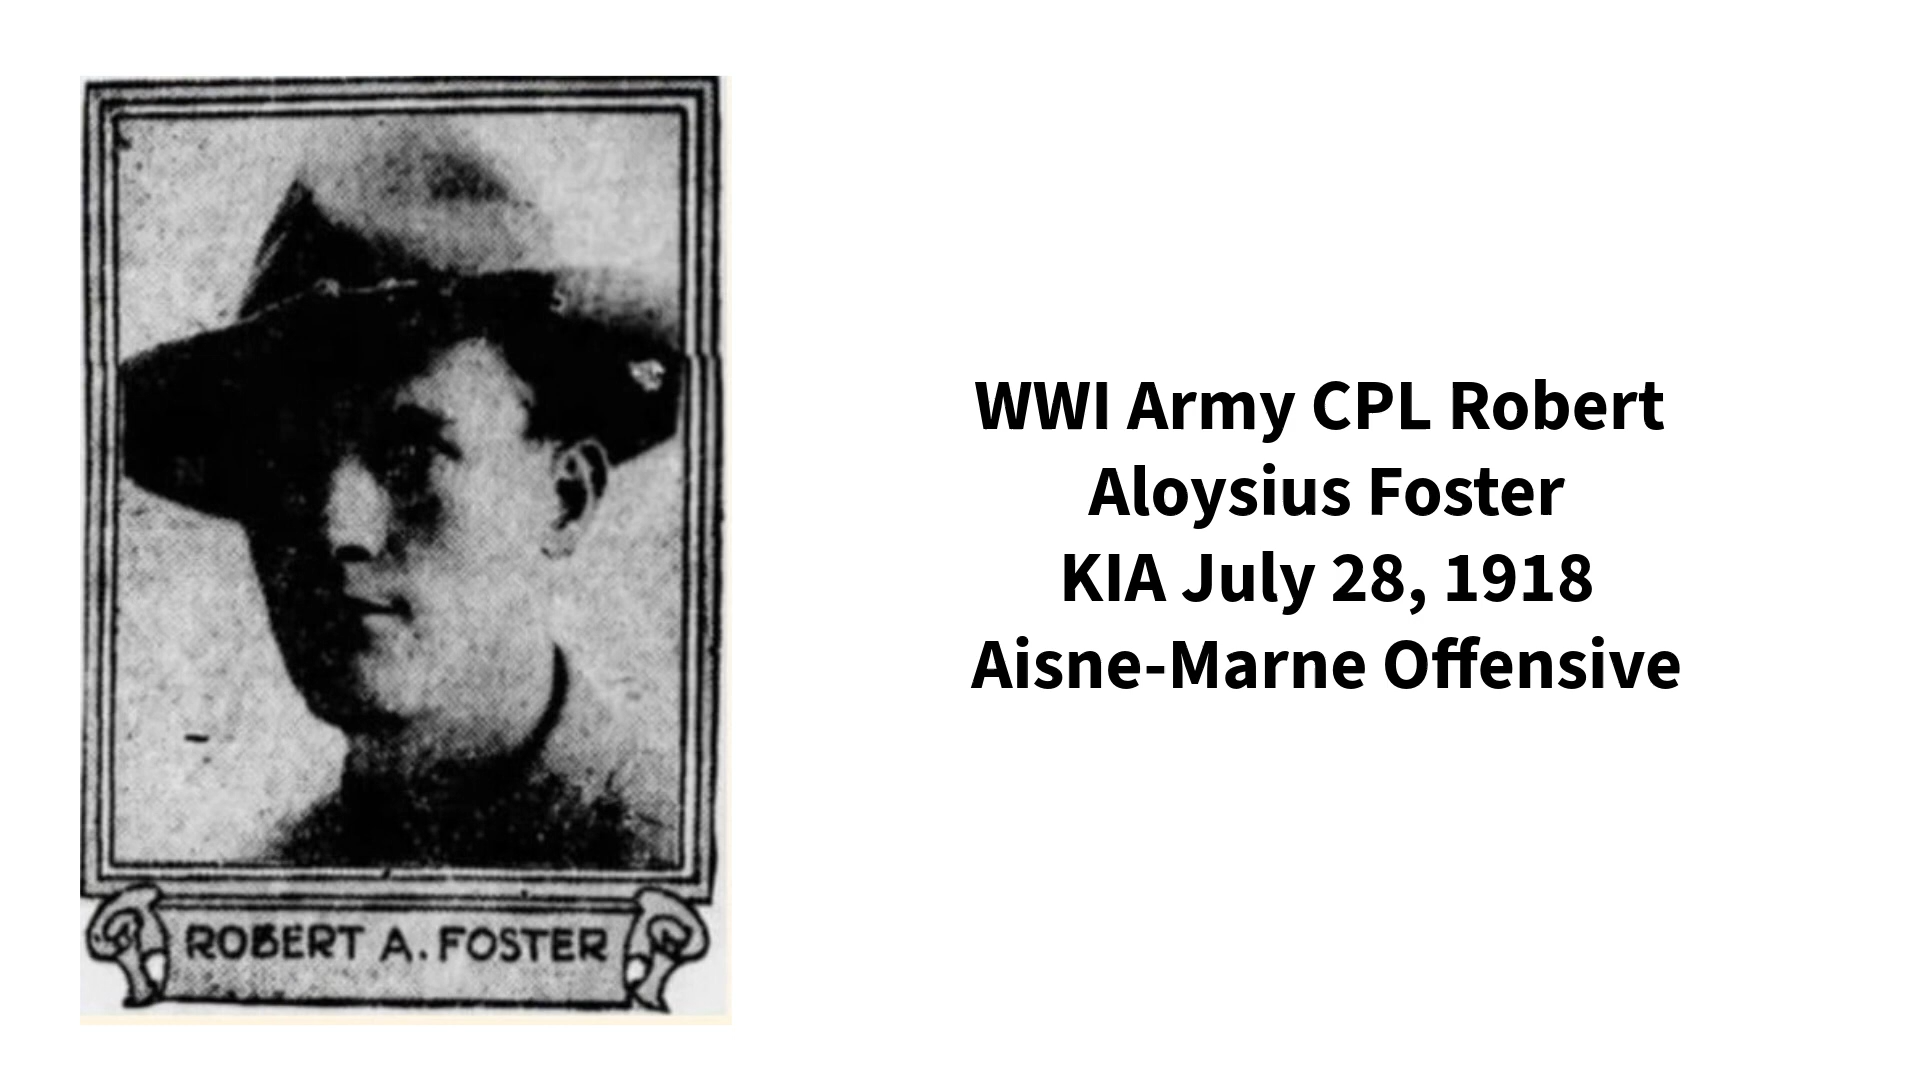 ROBERT A. FOSTER
WWI Army CPL Robert
Aloysius Foster
KIA July 28, 1918
Aisne-Marne Offensive